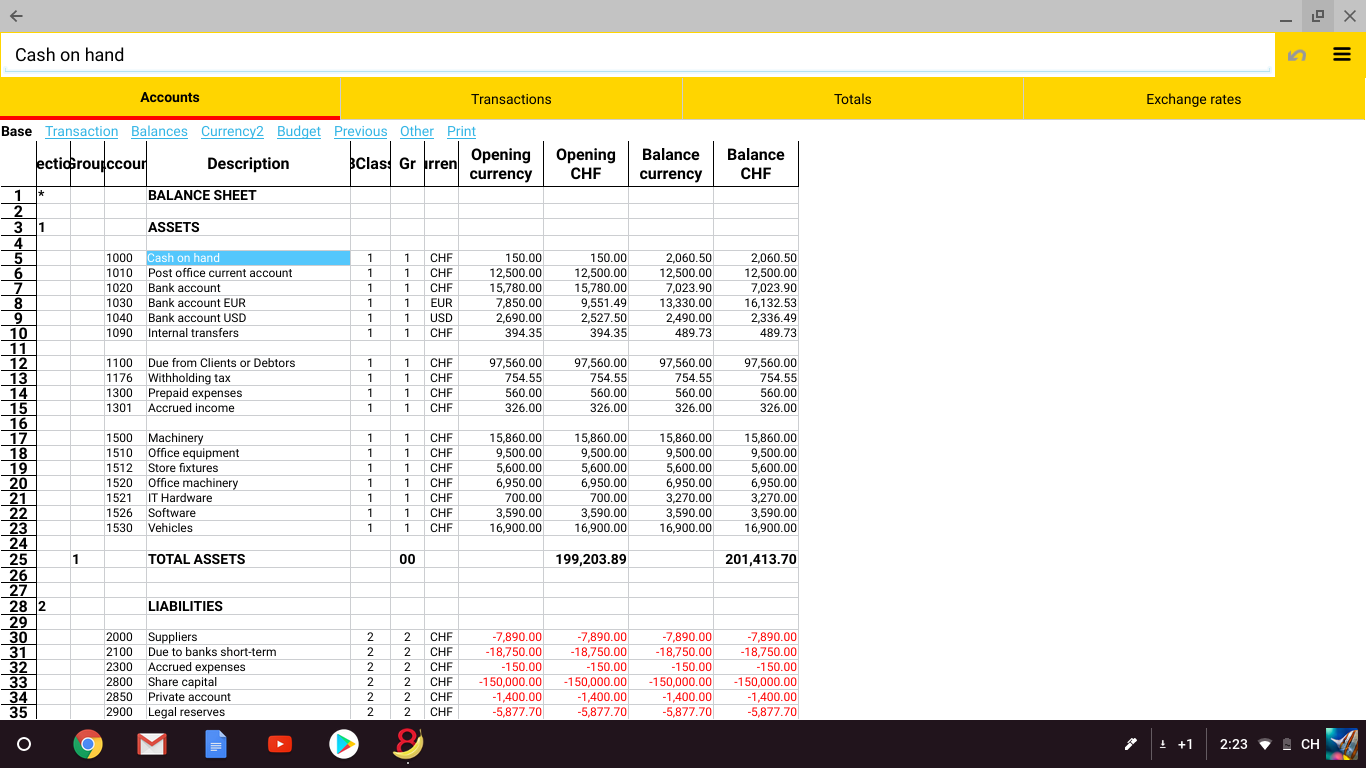 Cash on hand
Accounts Transactions Totals Exchange rates
Base Transaction Balances Currency2 Budget Previous Other Print
ectio Group ccour Description BClass Gr urren Opening currency Opening CHF Balance currency Balance CHF
1 * BALANCE SHEET
2
3 1 ASSETS
4
5 1000 Cash on hand 1 1 CHF 150.00 150.00 2,060.50 2,060.50
6 1010 Post office current account 1 1 CHF 12,500.00 12,500.00 12,500.00 12,500.00
7 1020 Bank account 1 1 CHF 15,780.00 15,780.00 7,023.90 7,023.90
8 1030 Bank account EUR 1 1 EUR 7,850.00 9,551.49 13,330.00 16,132.53
9 1040 Bank account USD 1 1 USD 2,690.00 2,527.50 2,490.00 2,336.49
10 1090 Internal transfers 1 1 CHF 394.35 394.35 489.73 489.73
11
12 1100 Due from Clients or Debtors 1 1 CHF 97,560.00 97,560.00 97,560.00 97,560.00
13 1176 Withholding tax 1 1 CHF 754.55 754.55 754.55 754.55
14 1300 Prepaid expenses 1 1 CHF 560.00 560.00 560.00 560.00
15 1301 Accrued income 1 1 CHF 326.00 326.00 326.00 326.00
16
17 1500 Machinery 1 1 CHF 15,860.00 15,860.00 15,860.00 15,860.00
18 1510 Office equipment 1 1 CHF 9,500.00 9,500.00 9,500.00 9,500.00
19 1512 Store fixtures 1 1 CHF 5,600.00 5,600.00 5,600.00 5,600.00
20 1520 Office machinery 1 1 CHF 6,950.00 6,950.00 6,950.00 6,950.00
21 1521 IT Hardware 1 1 CHF 700.00 700.00 3,270.00 3,270.00
22 1526 Software 1 1 CHF 3,590.00 3,590.00 3,590.00 3,590.00
23 1530 Vehicles 1 1 CHF 16,900.00 16,900.00 16,900.00 16,900.00
24
25 1 TOTAL ASSETS 00 199,203.89 201,413.70
26
27
28 2 LIABILITIES
29
30 2000 Suppliers 2 2 CHF -7,890.00 -7,890.00 -7,890.00 -7,890.00
31 2100 Due to banks short-term 2 2 CHF -18,750.00 -18,750.00 -18,750.00 -18,750.00
32 2300 Accrued expenses 2 2 CHF -150.00 -150.00 -150.00 -150.00
33 2800 Share capital 2 2 CHF -150,000.00 -150,000.00 -150,000.00 -150,000.00
34 2850 Private account 2 2 CHF -1,400.00 -1,400.00 -1,400.00 -1,400.00
35 2900 Legal reserves 2 2 CHF -5,877.70 -5,877.70 -5,877.70 -5,877.70
+1 2:23 CH